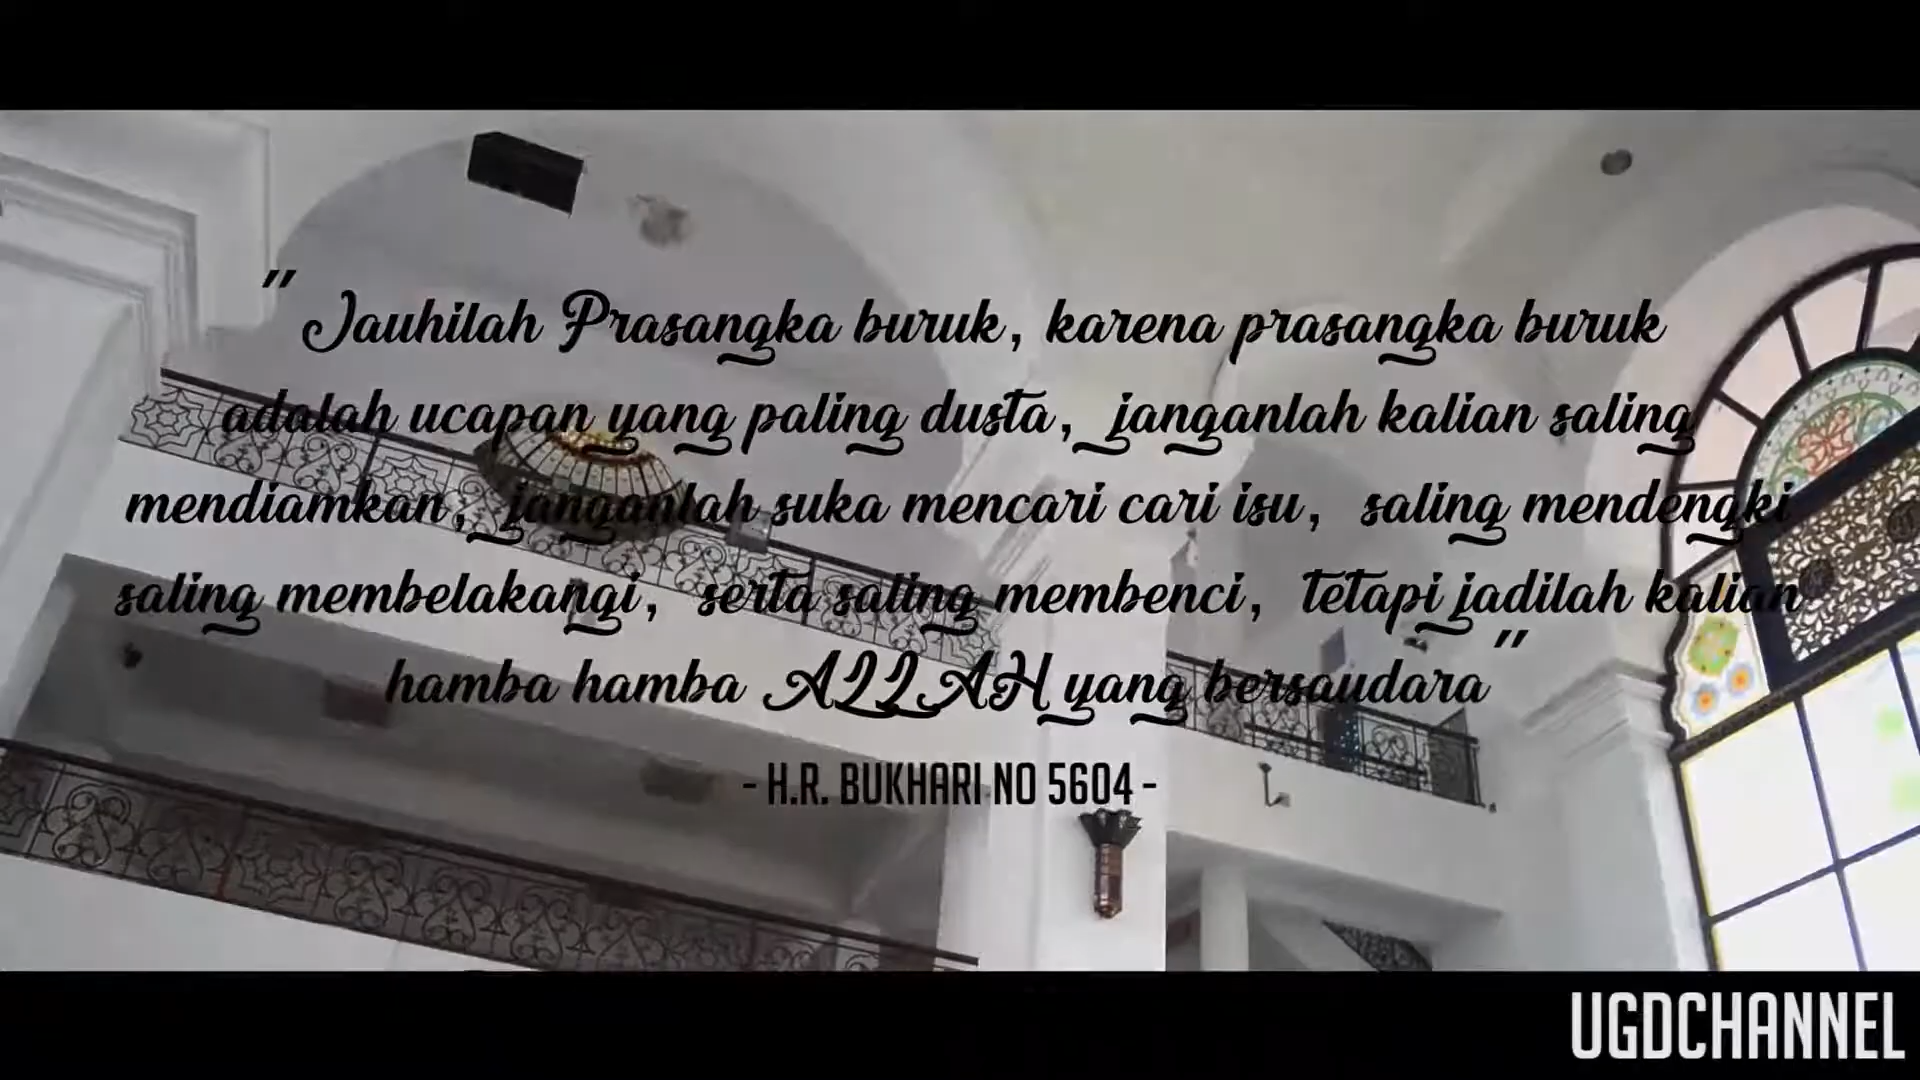 " Jauhilah Prasangka buruk, karena prasangka buruk
adalah ucapan yang paling dusta, janganlah kalian saling
mendiamkan, janganlah suka mencari cari isu, saling mendengki
saling membelakangi, serta saling membenci, tetapi jadilah kalian
hamba hamba ALLAH yang bersaudara"
- H.R. BUKHARI NO 5604 -
UGDCHANNEL